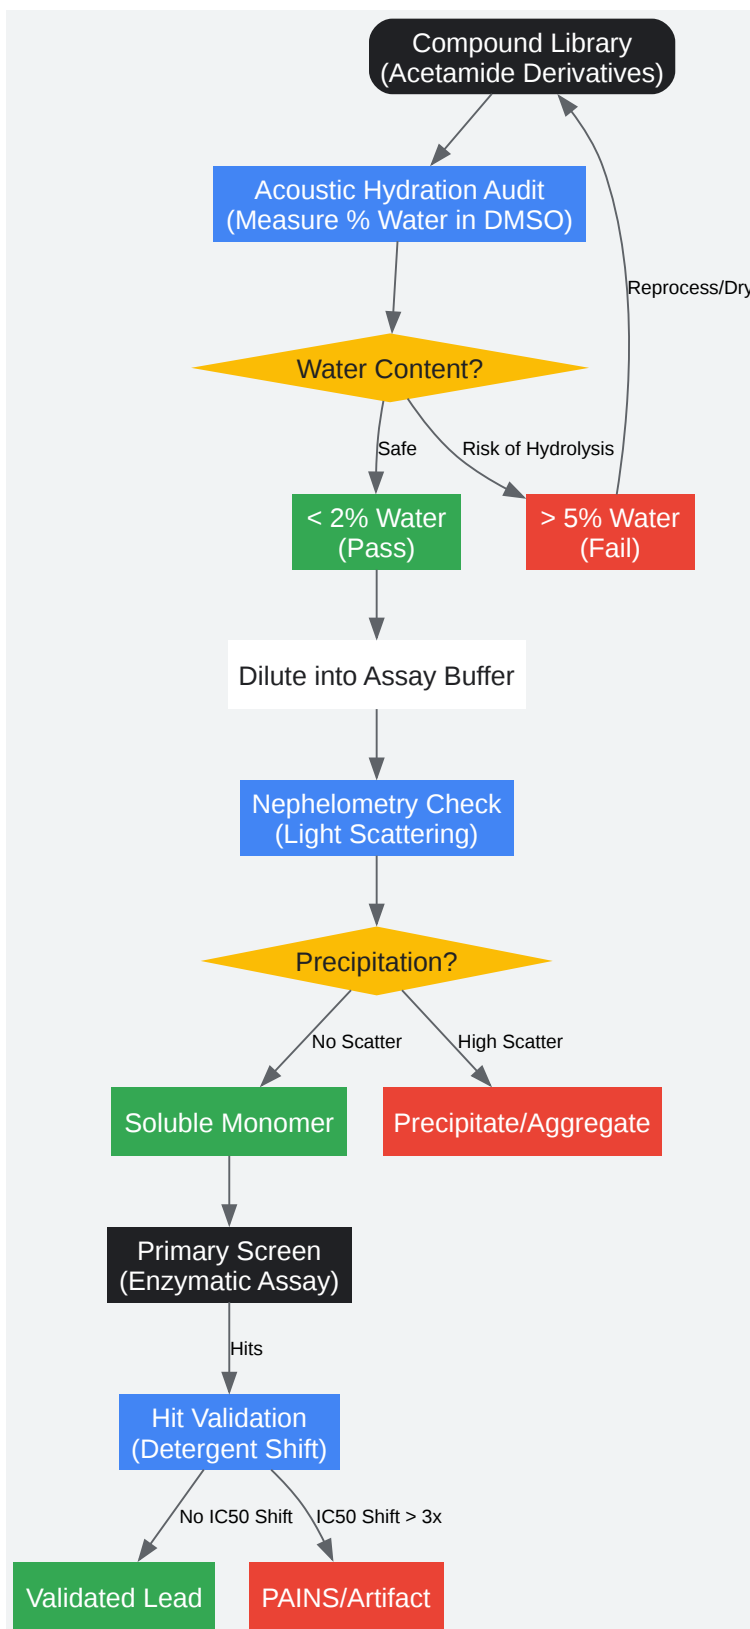 Compound Library
(Acetamide Derivatives)
Acoustic Hydration Audit
(Measure % Water in DMSO)
Reprocess/Dry
Water Content?
Safe
Risk of Hydrolysis
< 2% Water
(Pass)
> 5% Water
(Fail)
Dilute into Assay Buffer
Nephelometry Check
(Light Scattering)
Precipitation?
No Scatter
High Scatter
Soluble Monomer
Precipitate/Aggregate
Primary Screen
(Enzymatic Assay)
Hits
Hit Validation
(Detergent Shift)
No IC50 Shift
IC50 Shift > 3x
Validated Lead
PAINS/Artifact